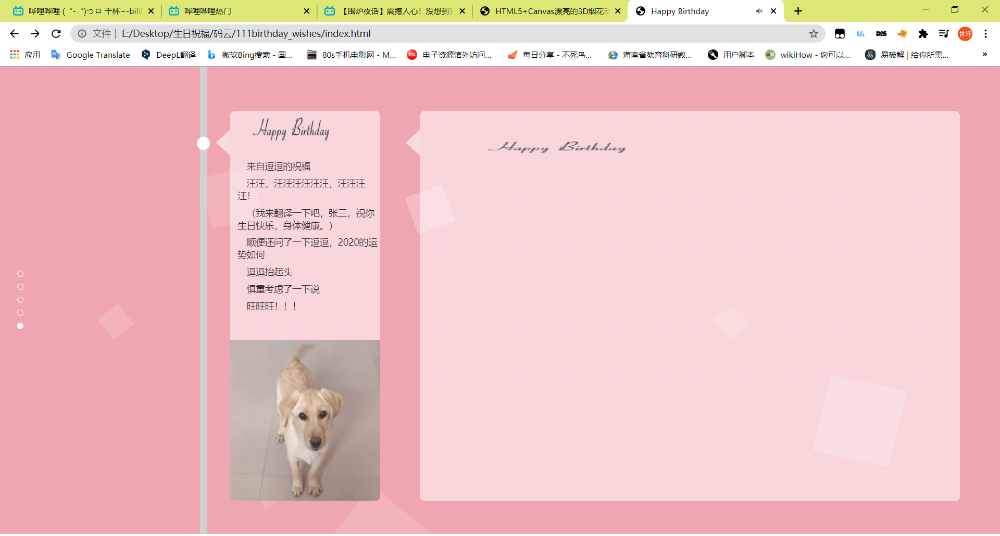 哔哩哔哩 ( ゜- ゜)つロ 干杯~-bili
哔哩哔哩热门
【围炉夜话】震撼人心！没想到
HTML5+Canvas漂亮的3D烟花
Happy Birthday
文件 | E:/Desktop/生日祝福/码云/111birthday_wishes/index.html
hls
D2S
世轩
应用
Google Translate
DeepL翻译
微软Bing搜索 - 国...
80s手机电影网 - M...
TC
电子资源馆外访问...
每日分享 - 不死鸟...
海南省教育科研数...
用户脚本
wH
wikiHow - 您可以...
易
易破解 | 给你所需...
»
Happy Birthday
来自逗逗的祝福
汪汪，汪汪汪汪汪汪，汪汪汪
汪！
（我来翻译一下吧，张三，祝你
生日快乐，身体健康。）
顺便还问了一下逗逗，2020的运
势如何
逗逗抬起头
慎重考虑了一下说
旺旺旺！！！
Happy Birthday